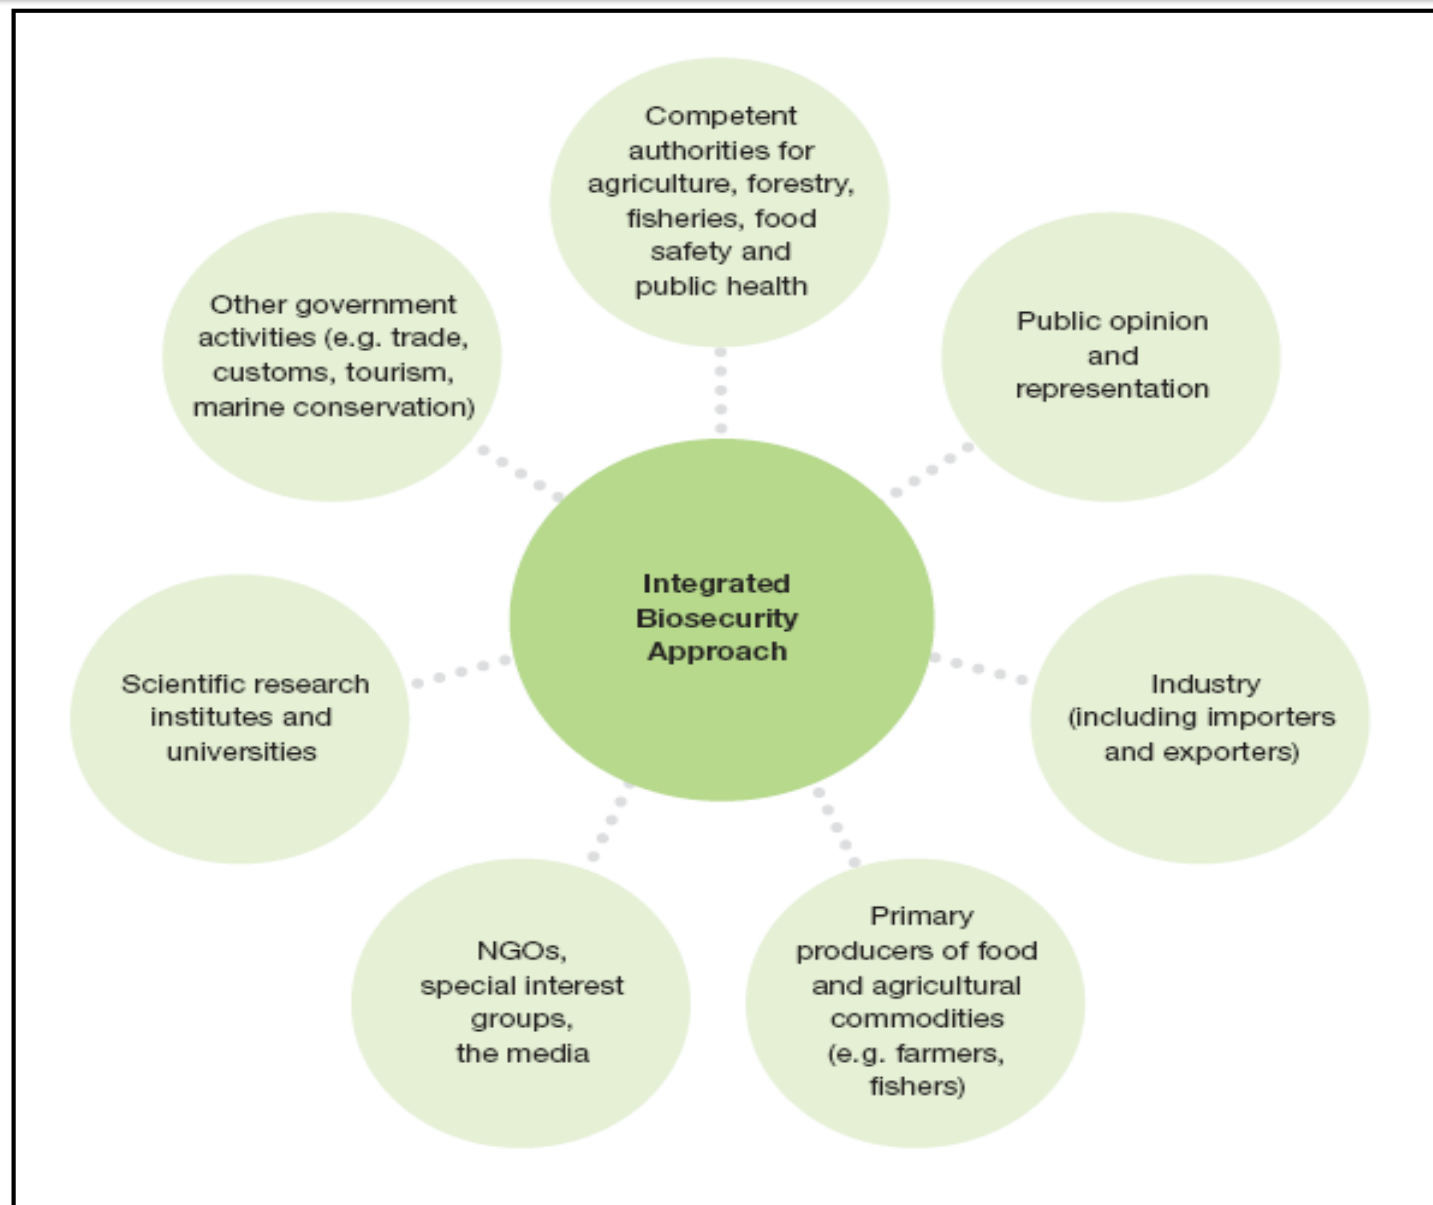 Competent
authorities for
agriculture, forestry,
fisheries, food
safety and
public health
Other government
activities (e.g. trade,
customs, tourism,
marine conservation)
Public opinion
and
representation
Integrated
Biosecurity
Approach
Scientific research
institutes and
universities
Industry
(including importers
and exporters)
NGOs,
special interest
groups,
the media
Primary
producers of food
and agricultural
commodities
(e.g. farmers,
fishers)